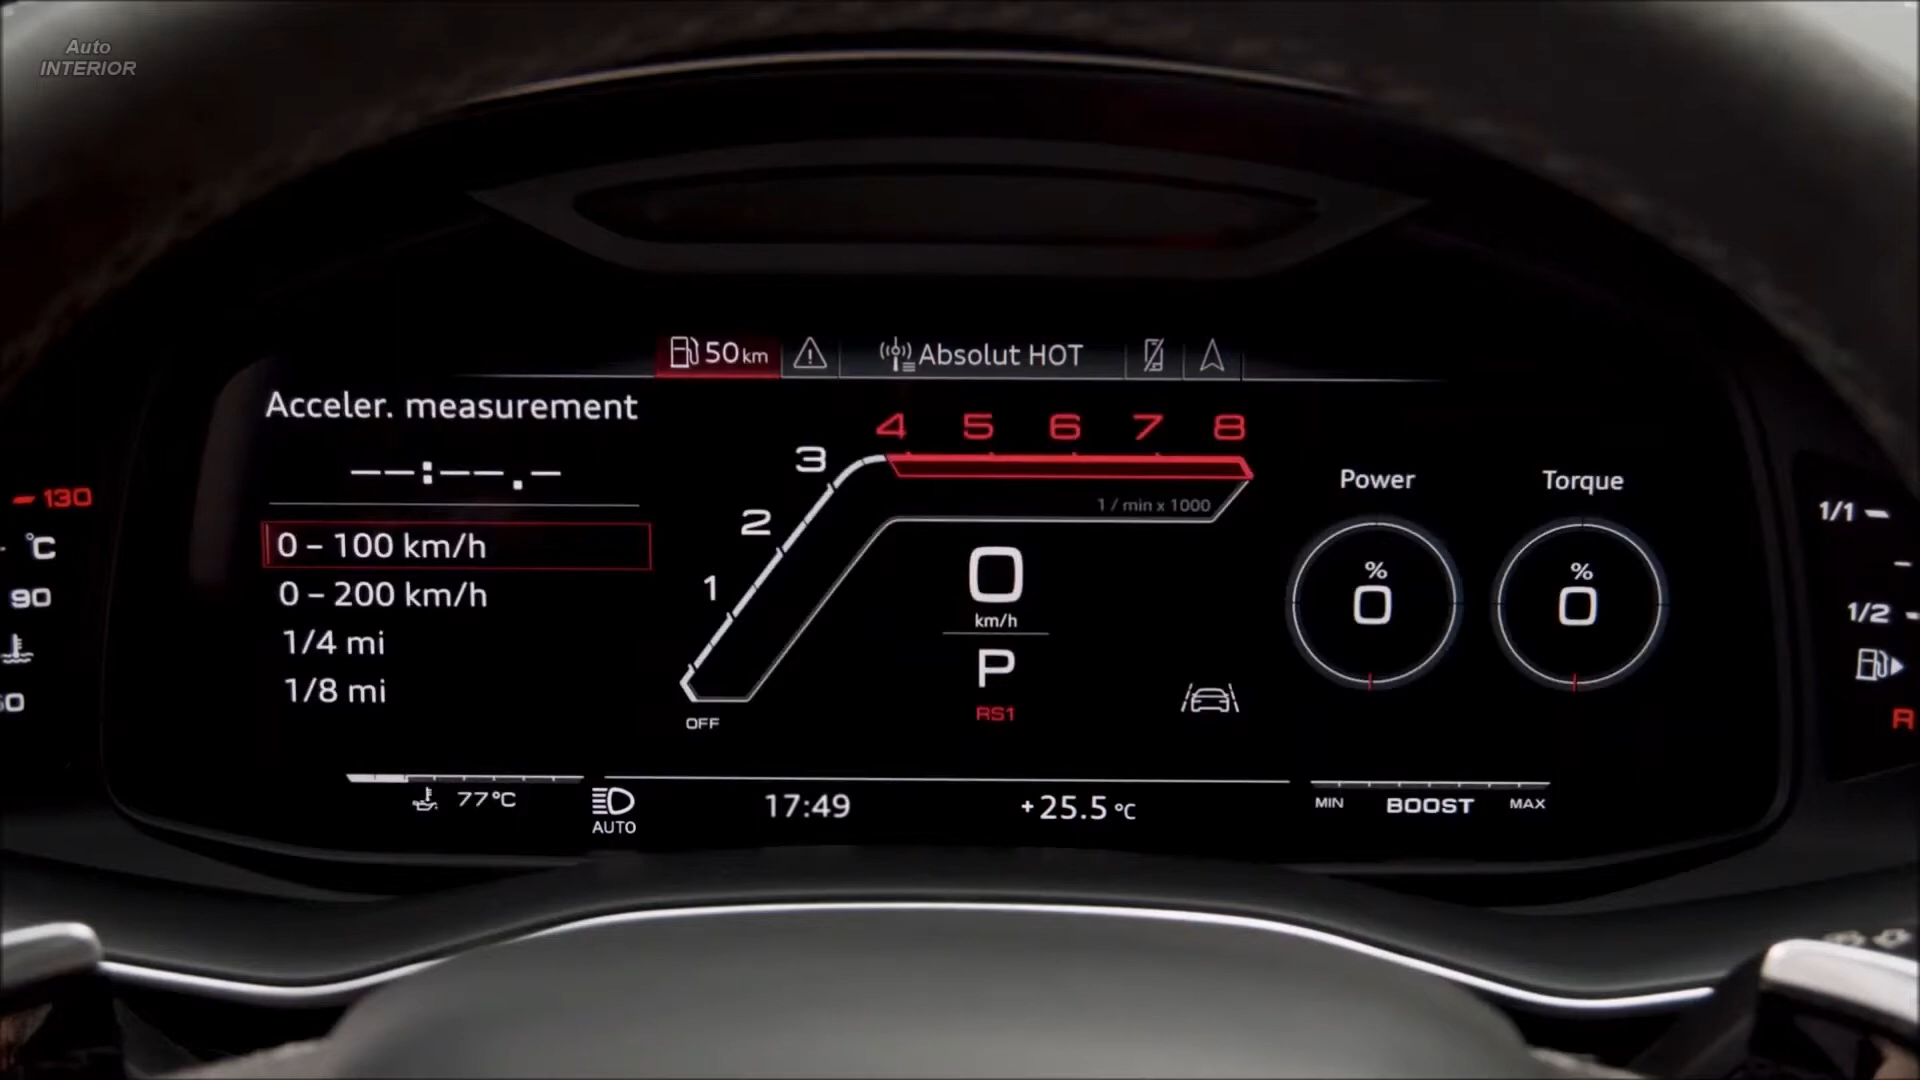 Auto
INTERIOR
50 km
Absolut HOT
Acceler. measurement
--:--.-
0 – 100 km/h
0 – 200 km/h
1/4 mi
1/8 mi
1 2 3 4 5 6 7 8
1 / min x 1000
OFF
0
km/h
P
RS1
Power
%
0
Torque
%
0
130
°C
90
1/1
1/2
R
77°C
AUTO
17:49
+25.5 °C
MIN BOOST MAX